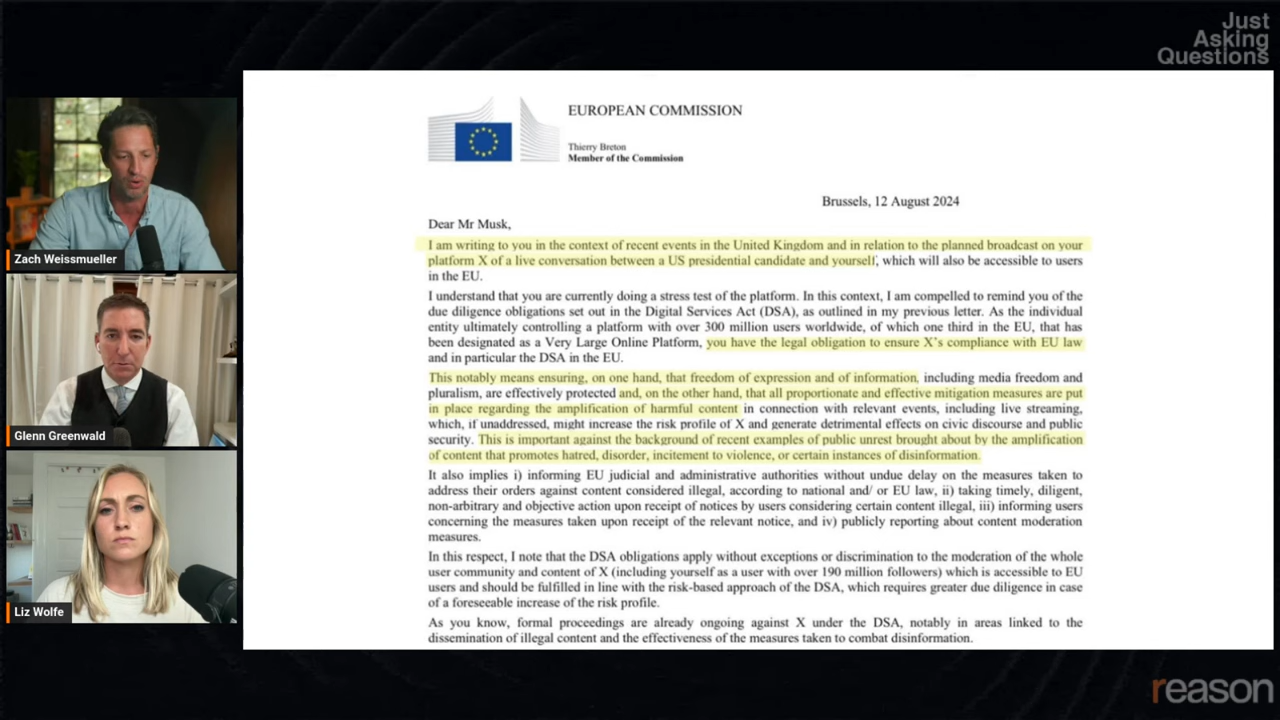 Just
Asking
Questions
Zach Weissmueller
Glenn Greenwald
Liz Wolfe
EUROPEAN COMMISSION
Thierry Breton
Member of the Commission
Brussels, 12 August 2024
Dear Mr Musk,
I am writing to you in the context of recent events in the United Kingdom and in relation to the planned broadcast on your
platform X of a live conversation between a US presidential candidate and yourself, which will also be accessible to users
in the EU.
I understand that you are currently doing a stress test of the platform. In this context, I am compelled to remind you of the
due diligence obligations set out in the Digital Services Act (DSA), as outlined in my previous letter. As the individual
entity ultimately controlling a platform with over 300 million users worldwide, of which one third in the EU, that has
been designated as a Very Large Online Platform, you have the legal obligation to ensure X's compliance with EU law
and in particular the DSA in the EU.
This notably means ensuring, on one hand, that freedom of expression and of information, including media freedom and
pluralism, are effectively protected and, on the other hand, that all proportionate and effective mitigation measures are put
in place regarding the amplification of harmful content in connection with relevant events, including live streaming,
which, if unaddressed, might increase the risk profile of X and generate detrimental effects on civic discourse and public
security. This is important against the background of recent examples of public unrest brought about by the amplification
of content that promotes hatred, disorder, incitement to violence, or certain instances of disinformation.
It also implies i) informing EU judicial and administrative authorities without undue delay on the measures taken to
address their orders against content considered illegal, according to national and/ or EU law, ii) taking timely, diligent,
non-arbitrary and objective action upon receipt of notices by users considering certain content illegal, iii) informing users
concerning the measures taken upon receipt of the relevant notice, and iv) publicly reporting about content moderation
measures.
In this respect, I note that the DSA obligations apply without exceptions or discrimination to the moderation of the whole
user community and content of X (including yourself as a user with over 190 million followers) which is accessible to EU
users and should be fulfilled in line with the risk-based approach of the DSA, which requires greater due diligence in case
of a foreseeable increase of the risk profile.
As you know, formal proceedings are already ongoing against X under the DSA, notably in areas linked to the
dissemination of illegal content and the effectiveness of the measures taken to combat disinformation.
reason